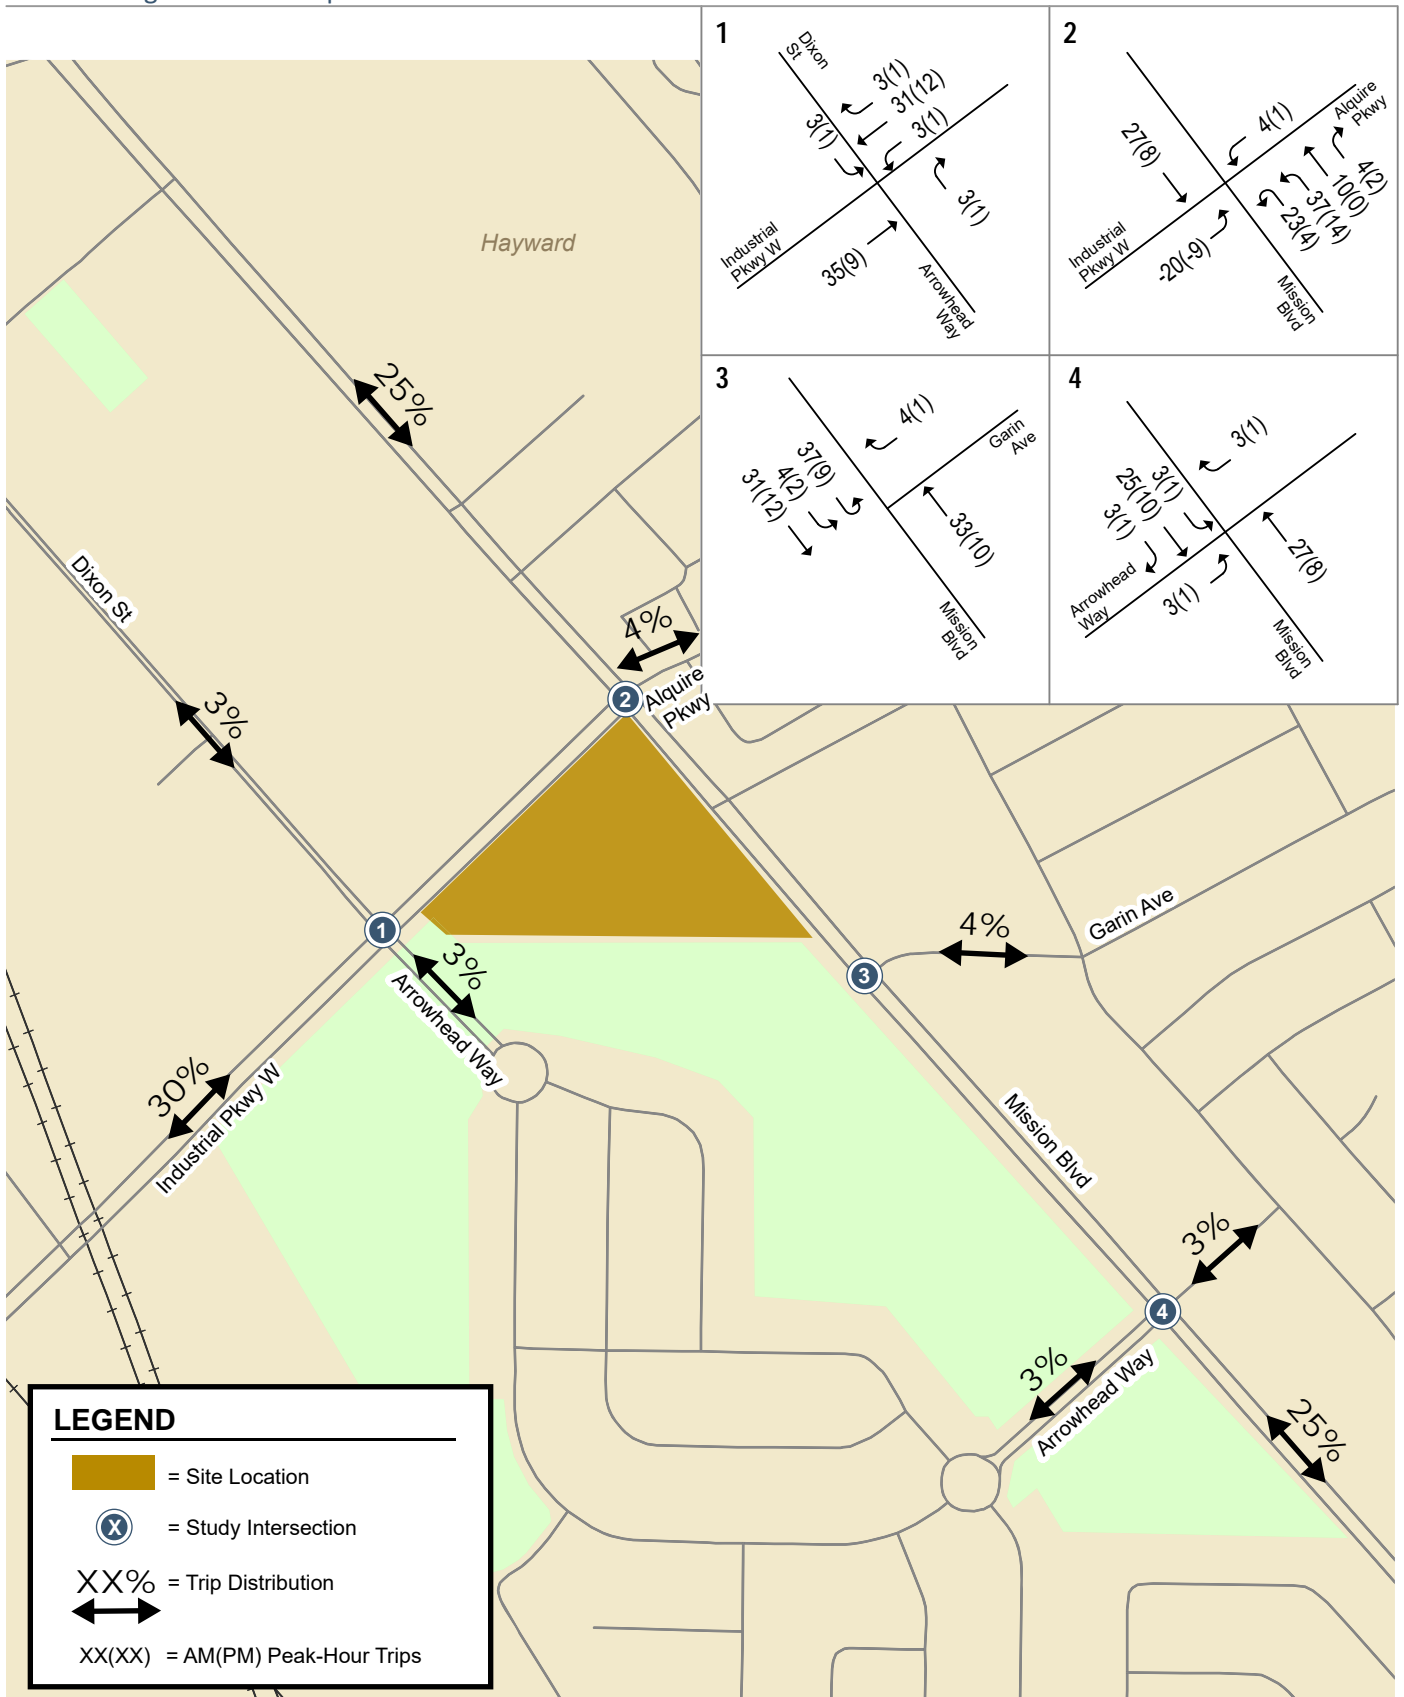 1
Dixon
St
3(1)
31(12)
3(1)
3(1)
3(1)
35(9)
Industrial
Pkwy W
Arrowhead
Way
2
27(8)
4(1)
Alquire
Pkwy
4(2)
10(0)
37(14)
23(4)
-20(-9)
Industrial
Pkwy W
Mission
Blvd
3
4(1)
Garin
Ave
37(9)
4(2)
31(12)
33(10)
Mission
Blvd
4
3(1)
3(1)
25(10)
3(1)
Arrowhead
Way
3(1)
27(8)
Mission
Blvd
Hayward
25%
Dixon St
3%
4%
2
Alquire
Pkwy
1
3%
Arrowhead Way
30%
Industrial Pkwy W
3
4%
Garin Ave
Mission Blvd
3%
4
3%
Arrowhead Way
25%
LEGEND
= Site Location
X = Study Intersection
XX% = Trip Distribution
XX(XX) = AM(PM) Peak-Hour Trips